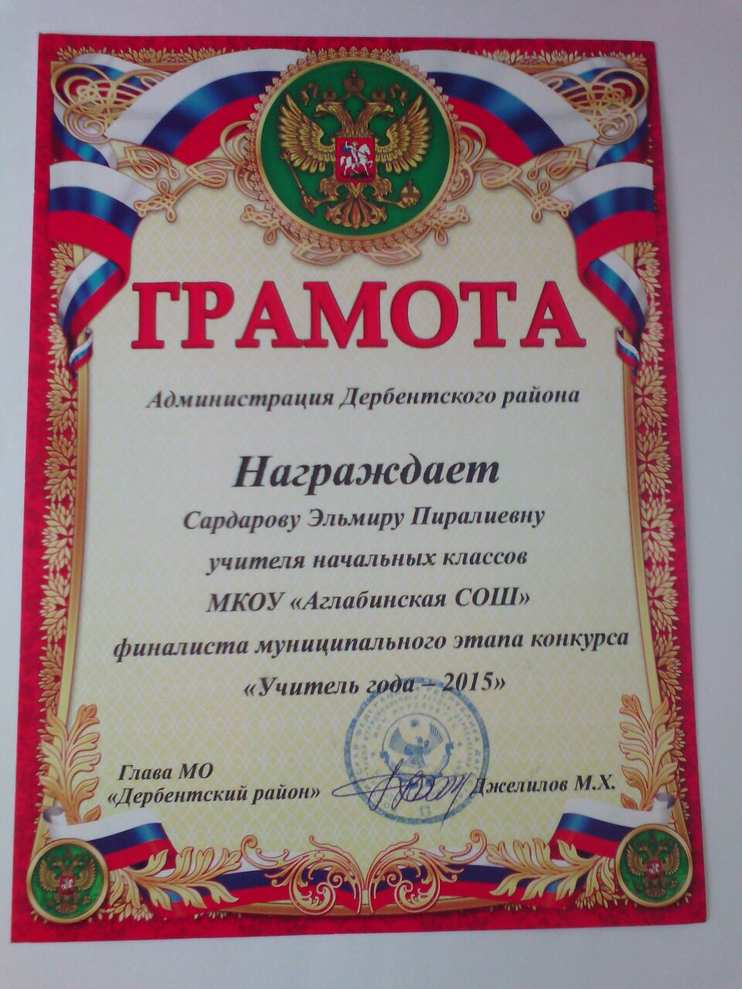 ГРАМОТА
Администрация Дербентского района
Награждает
Сардарову Эльмиру Пиралиевну
учителя начальных классов
МКОУ «Аглабинская СОШ»
финалиста муниципального этапа конкурса
«Учитель года – 2015»
Глава МО
«Дербентский район»
Джелилов М.Х.